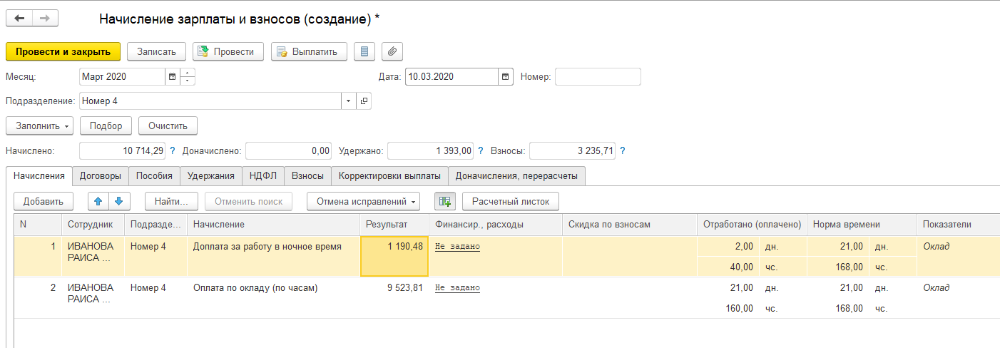 Начисление зарплаты и взносов (создание) *
Провести и закрыть Записать Провести Выплатить
Месяц: Март 2020 Дата: 10.03.2020 Номер:
Подразделение: Номер 4
Заполнить Подбор Очистить
Начислено: 10 714,29 ? Доначислено: 0,00 Удержано: 1 393,00 ? Взносы: 3 235,71 ?
Начисления Договоры Пособия Удержания НДФЛ Взносы Корректировки выплаты Доначисления, перерасчеты
Добавить Найти... Отменить поиск Отмена исправлений Расчетный листок
N Сотрудник Подразде... Начисление Результат Финансир., расходы Скидка по взносам Отработано (оплачено) Норма времени Показатели
1 ИВАНОВА Номер 4 Доплата за работу в ночное время 1 190,48 Не задано 2,00 дн. 21,00 дн. Оклад
РАИСА ... 40,00 чс. 168,00 чс.
2 ИВАНОВА Номер 4 Оплата по окладу (по часам) 9 523,81 Не задано 21,00 дн. 21,00 дн. Оклад
РАИСА ... 160,00 чс. 168,00 чс.